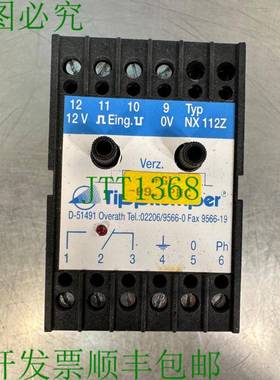 图必究
12 11 10 9 Typ
12 V Eing. 0V NX 112Z
Verz.
JTT1368
Tippkemper
D-51491 Overath Tel.:02206/9566-0 Fax 9566-19
0 Ph
1 2 3 4 5 6
开发票顺丰包邮